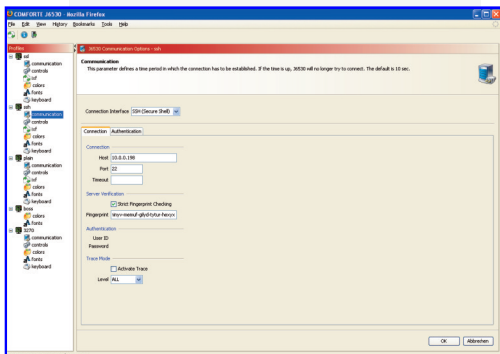 COMFORTE J6530 - Mozilla Firefox
File Edit View History Bookmarks Tools Help
Profiles
J6530 Communication Options - ssh
Communication
This parameter defines a time period in which the connection has to be established. If the time is up, J6530 will no longer try to connect. The default is 10 sec.
ssl
communication
controls
ixf
colors
fonts
keyboard
ssh
communication
controls
ixf
colors
fonts
keyboard
plain
communication
controls
ixf
colors
fonts
keyboard
boss
colors
fonts
3270
communication
controls
colors
fonts
keyboard
Connection Interface SSH (Secure Shell)
Connection Authentication
Connection
Host 10.0.0.198
Port 22
Timeout
Server Verification
Strict Fingerprint Checking
Fingerprint
Authentication
User ID
Password
Trace Mode
Activate Trace
Level ALL
OK Abbrechen